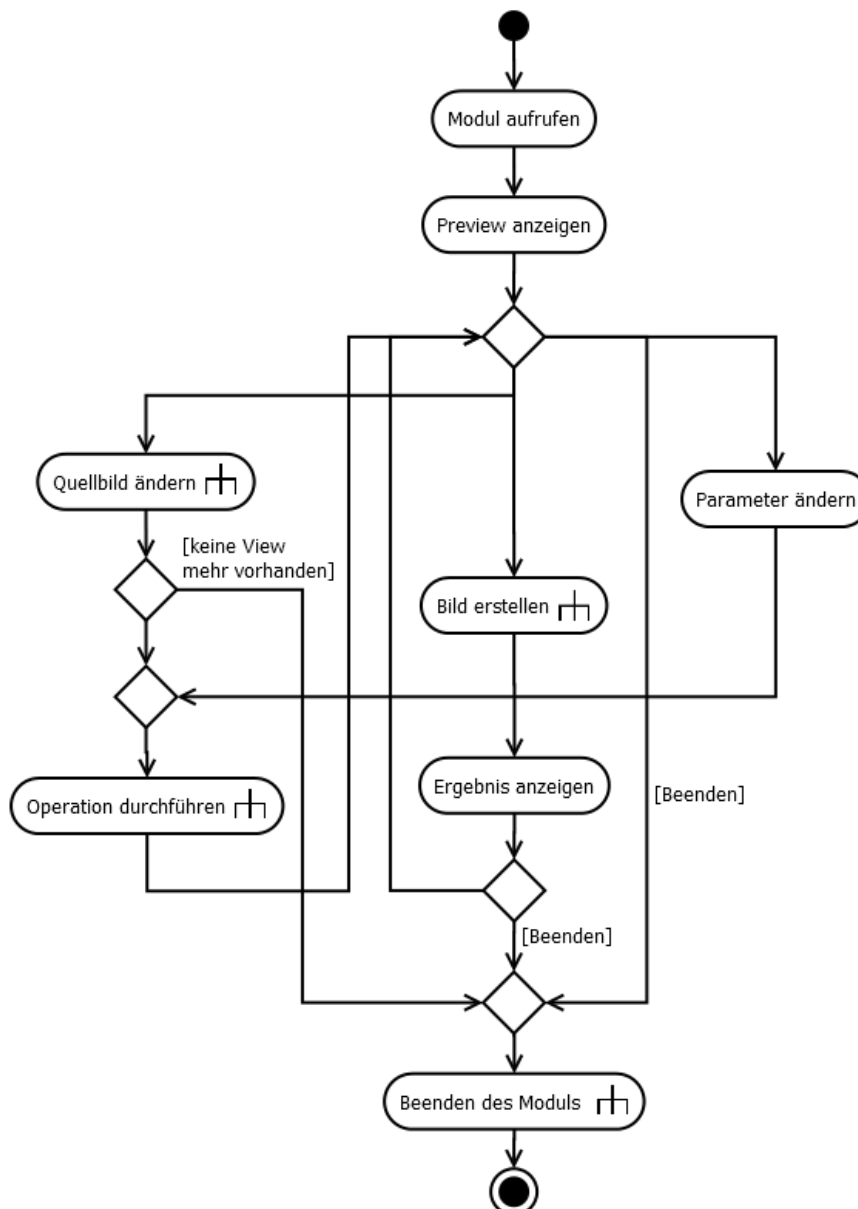 Modul aufrufen
Preview anzeigen
Quellbild ändern
Parameter ändern
[keine View
mehr vorhanden]
Bild erstellen
Operation durchführen
Ergebnis anzeigen
[Beenden]
[Beenden]
Beenden des Moduls